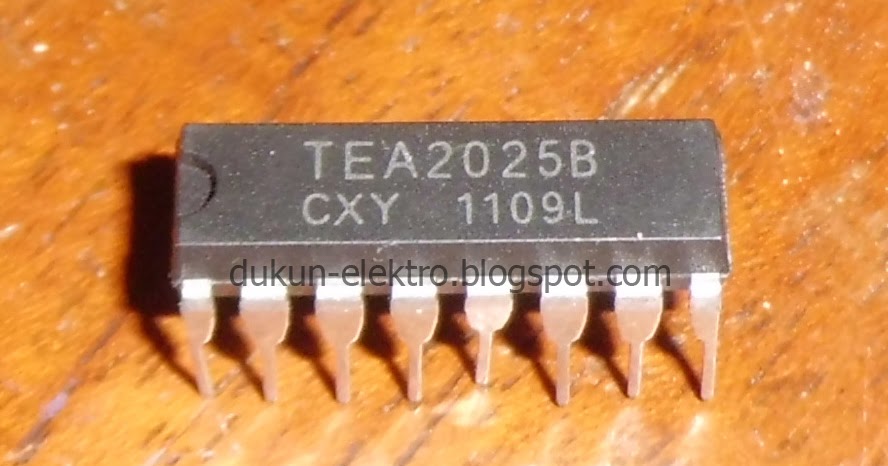 TEA2025B
CXY 1109L
dukun-elektro.blogspot.com